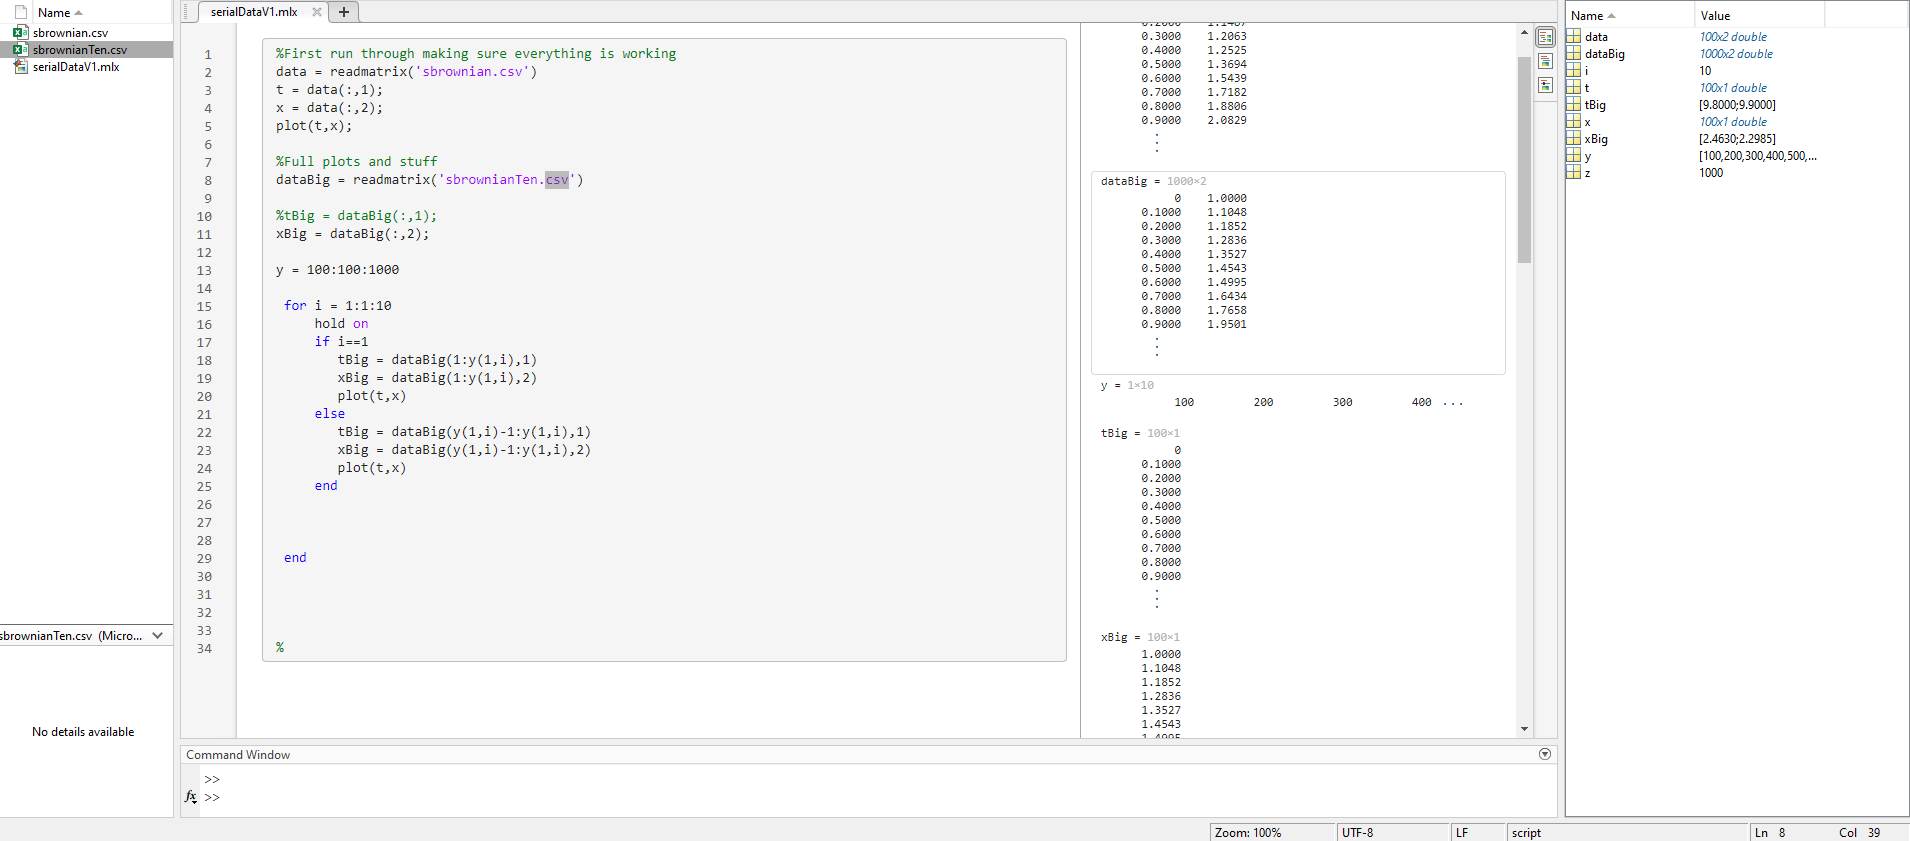 Name
sbrownian.csv
sbrownianTen.csv
serialDataV1.mlx
sbrownianTen.csv (Micro...
No details available
serialDataV1.mlx
1 %First run through making sure everything is working
2 data = readmatrix('sbrownian.csv')
3 t = data(:,1);
4 x = data(:,2);
5 plot(t,x);
6
7 %Full plots and stuff
8 dataBig = readmatrix('sbrownianTen.csv')
9
10 %tBig = dataBig(:,1);
11 xBig = dataBig(:,2);
12
13 y = 100:100:1000
14
15 for i = 1:1:10
16 hold on
17 if i==1
18 tBig = dataBig(1:y(1,i),1)
19 xBig = dataBig(1:y(1,i),2)
20 plot(t,x)
21 else
22 tBig = dataBig(y(1,i)-1:y(1,i),1)
23 xBig = dataBig(y(1,i)-1:y(1,i),2)
24 plot(t,x)
25 end
26
27
28
29 end
30
31
32
33
34 %
0.2000 1.1487
0.3000 1.2063
0.4000 1.2525
0.5000 1.3694
0.6000 1.5439
0.7000 1.7182
0.8000 1.8806
0.9000 2.0829
dataBig = 1000×2
0 1.0000
0.1000 1.1048
0.2000 1.1852
0.3000 1.2836
0.4000 1.3527
0.5000 1.4543
0.6000 1.4995
0.7000 1.6434
0.8000 1.7658
0.9000 1.9501
y = 1×10
100 200 300 400 ...
tBig = 100×1
0
0.1000
0.2000
0.3000
0.4000
0.5000
0.6000
0.7000
0.8000
0.9000
xBig = 100×1
1.0000
1.1048
1.1852
1.2836
1.3527
1.4543
1.4995
Command Window
>>
fx >>
Name Value
data 100x2 double
dataBig 1000x2 double
i 10
t 100x1 double
tBig [9.8000;9.9000]
x 100x1 double
xBig [2.4630;2.2985]
y [100,200,300,400,500,...
z 1000
Zoom: 100% UTF-8 LF script Ln 8 Col 39